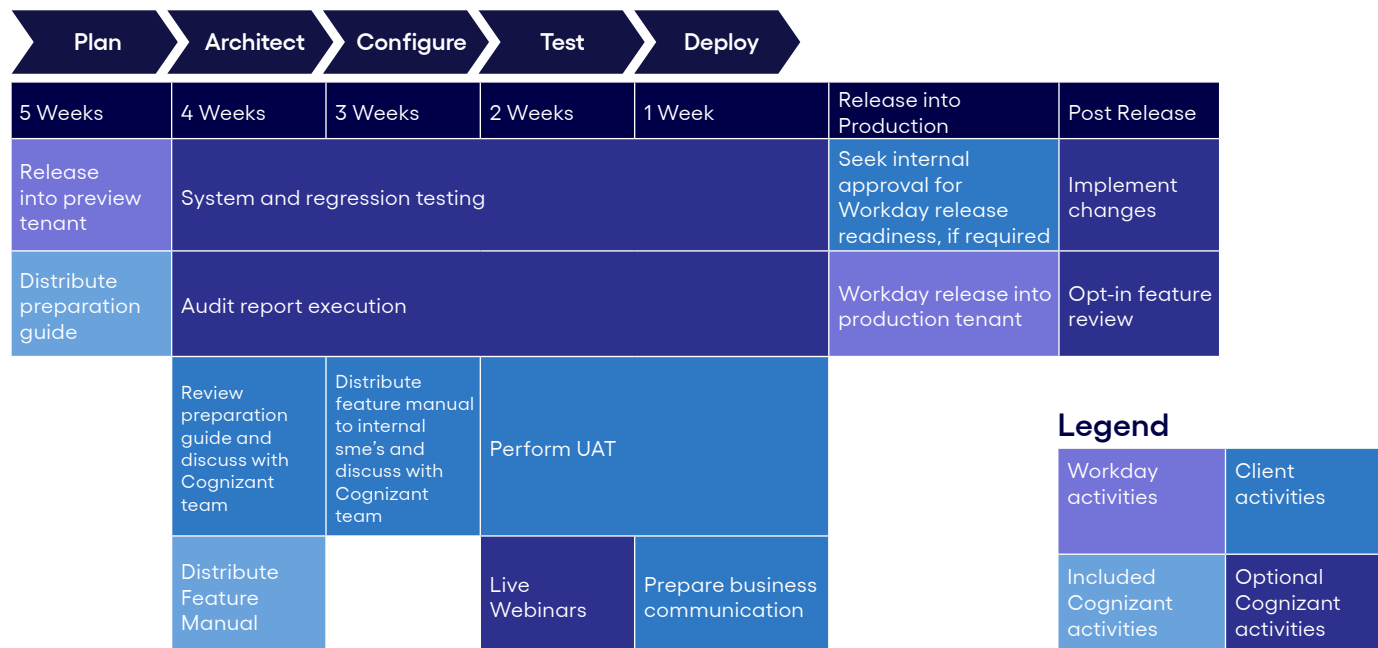 Plan
Architect
Configure
Test
Deploy
5 Weeks
4 Weeks
3 Weeks
2 Weeks
1 Week
Release into
Production
Post Release
Release
into preview
tenant
System and regression testing
Seek internal
approval for
Workday release
readiness, if required
Implement
changes
Distribute
preparation
guide
Audit report execution
Workday release into
production tenant
Opt-in feature
review
Review
preparation
guide and
discuss with
Cognizant
team
Distribute
feature manual
to internal
sme's and
discuss with
Cognizant
team
Perform UAT
Distribute
Feature
Manual
Live
Webinars
Prepare business
communication
Legend
Workday
activities
Client
activities
Included
Cognizant
activities
Optional
Cognizant
activities